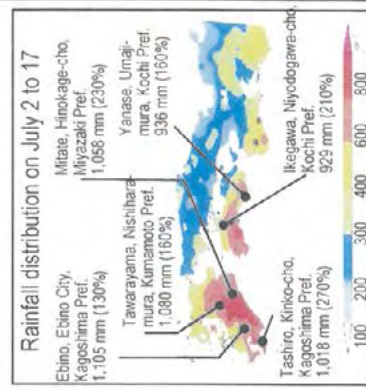 Rainfall distribution on July 2 to 17
Ebino, Ebino City,
Kagoshima Pref.
1,105 mm (130%)
Mitate, Hinokage-cho,
Miyazaki Pref.
1,058 mm (230%)
Tawarayama, Nishihara-
mura, Kumamoto Pref.
1,080 mm (160%)
Yanase, Umaji-
mura, Kochi Pref.
936 mm (160%)
Tashiro, Kinko-cho,
Kagoshima Pref.
1,018 mm (270%)
Ikegawa, Niyodogawa-cho,
Kochi Pref.
929 mm (210%)
100 200 300 400 600 800